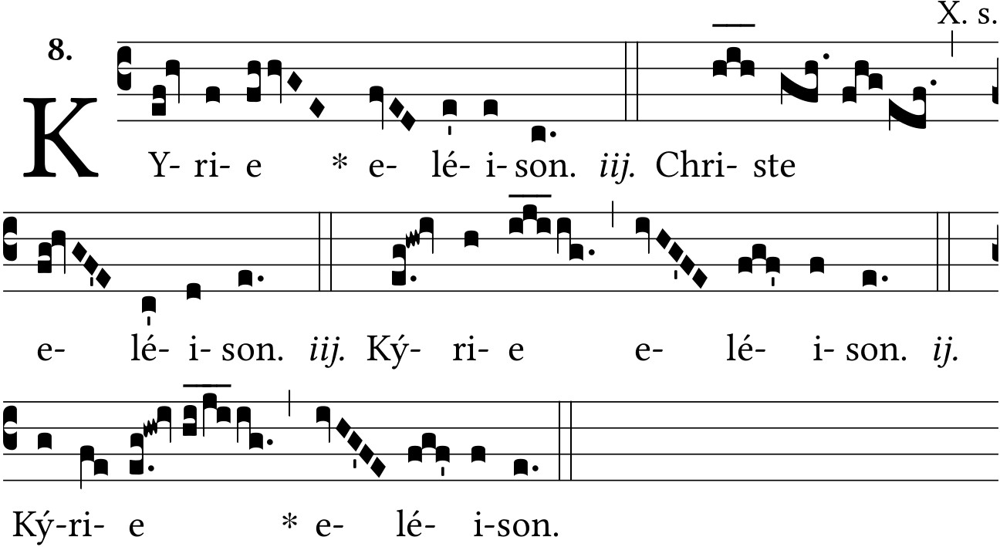 X. s.
8.
KY- ri- e * e- lé- i- son. iij. Chri- ste
e- lé- i- son. iij. Ký- ri- e e- lé- i- son. ij.
Ký-ri- e * e- lé- i-son.